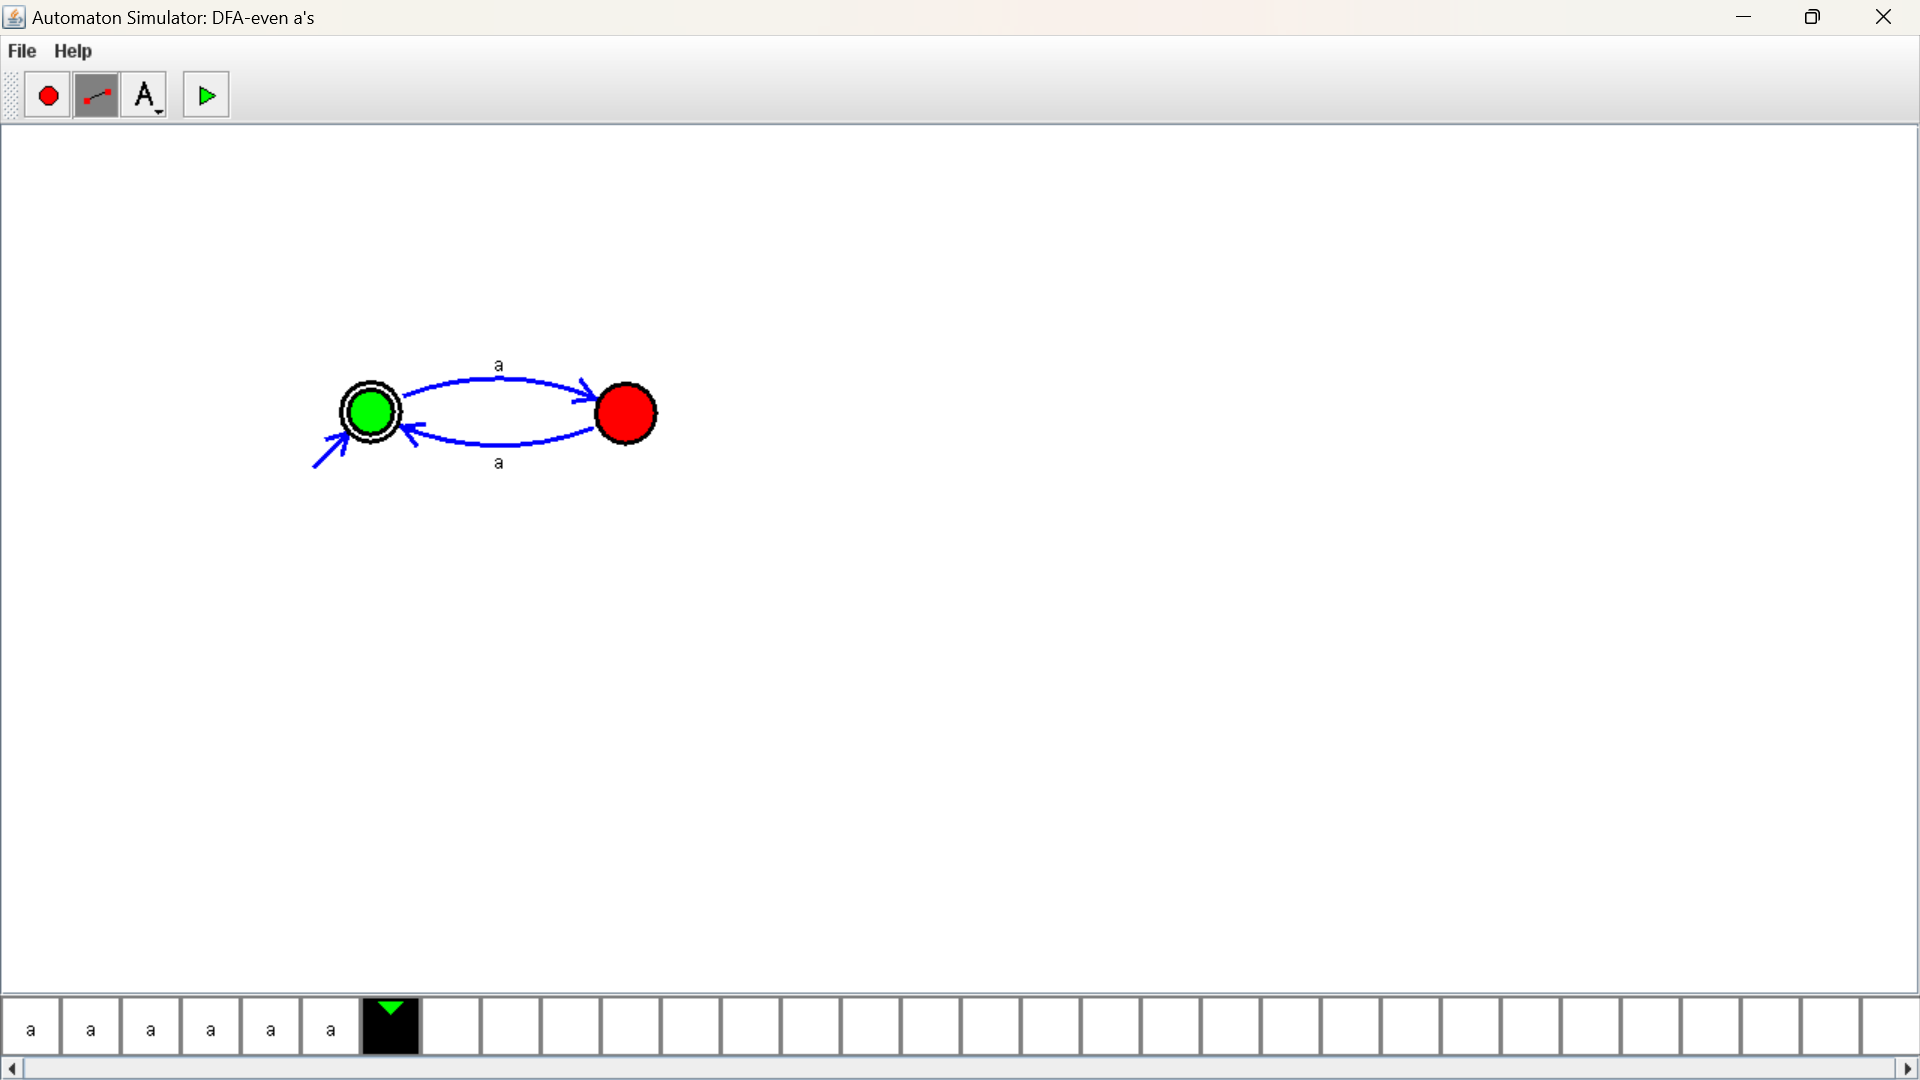 Automaton Simulator: DFA-even a's
File Help
A
a
a
a a a a a a